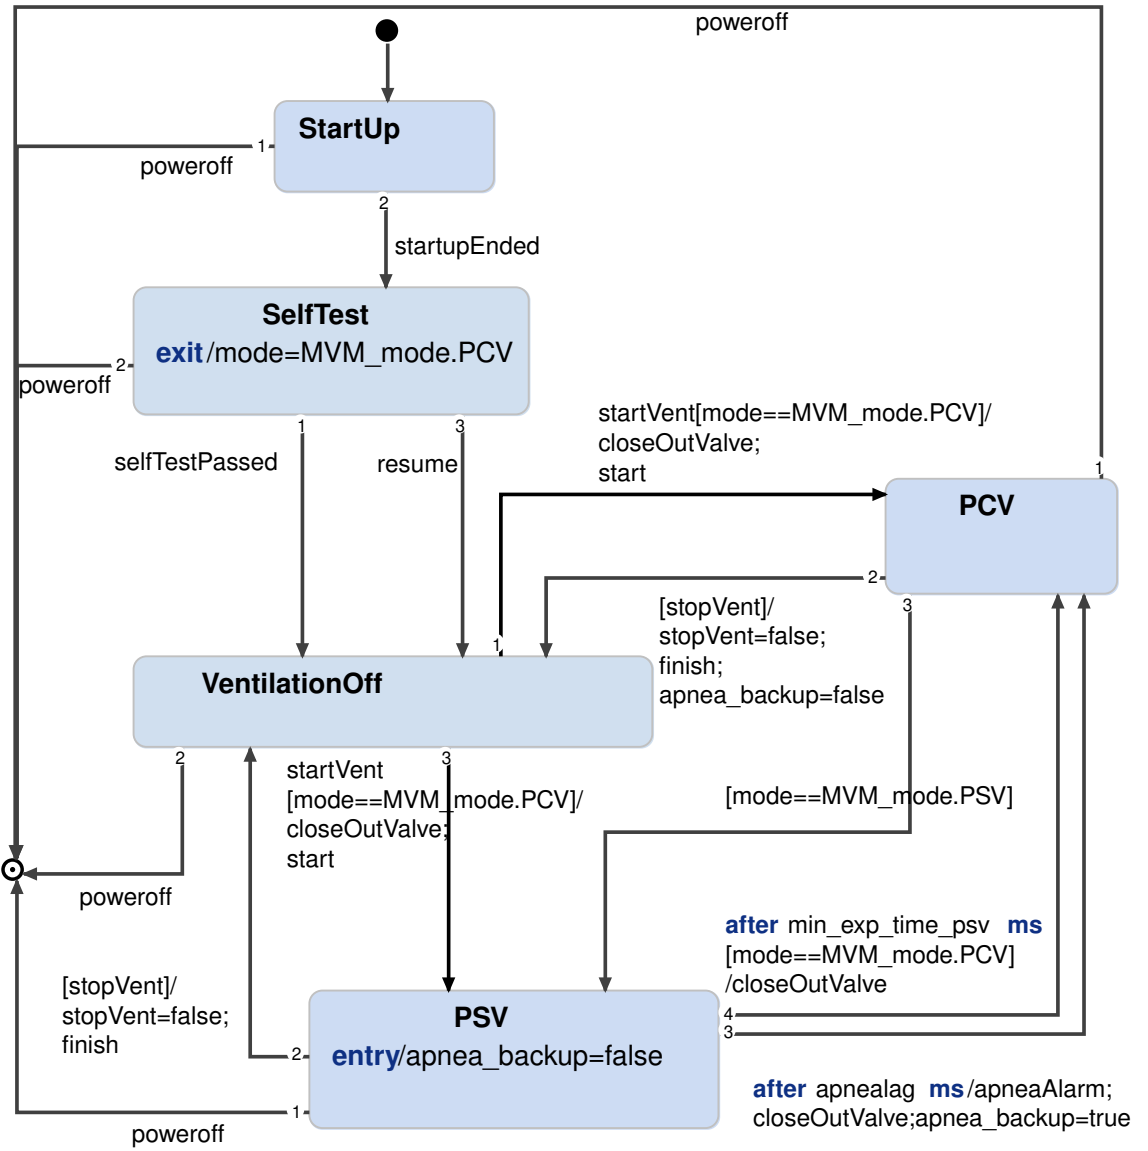 poweroff
StartUp
1
poweroff
2
startupEnded
SelfTest
exit/mode=MVM_mode.PCV
2
poweroff
1
3
selfTestPassed
resume
startVent[mode==MVM_mode.PCV]/
closeOutValve;
start
1
PCV
2
3
[stopVent]/
stopVent=false;
finish;
apnea_backup=false
1
VentilationOff
2
3
startVent
[mode==MVM_mode.PCV]/
closeOutValve;
start
[mode==MVM_mode.PSV]
poweroff
after min_exp_time_psv ms
[mode==MVM_mode.PCV]
/closeOutValve
[stopVent]/
stopVent=false;
finish
PSV
entry/apnea_backup=false
4
3
2
1
after apnealag ms/apneaAlarm;
closeOutValve;apnea_backup=true
poweroff